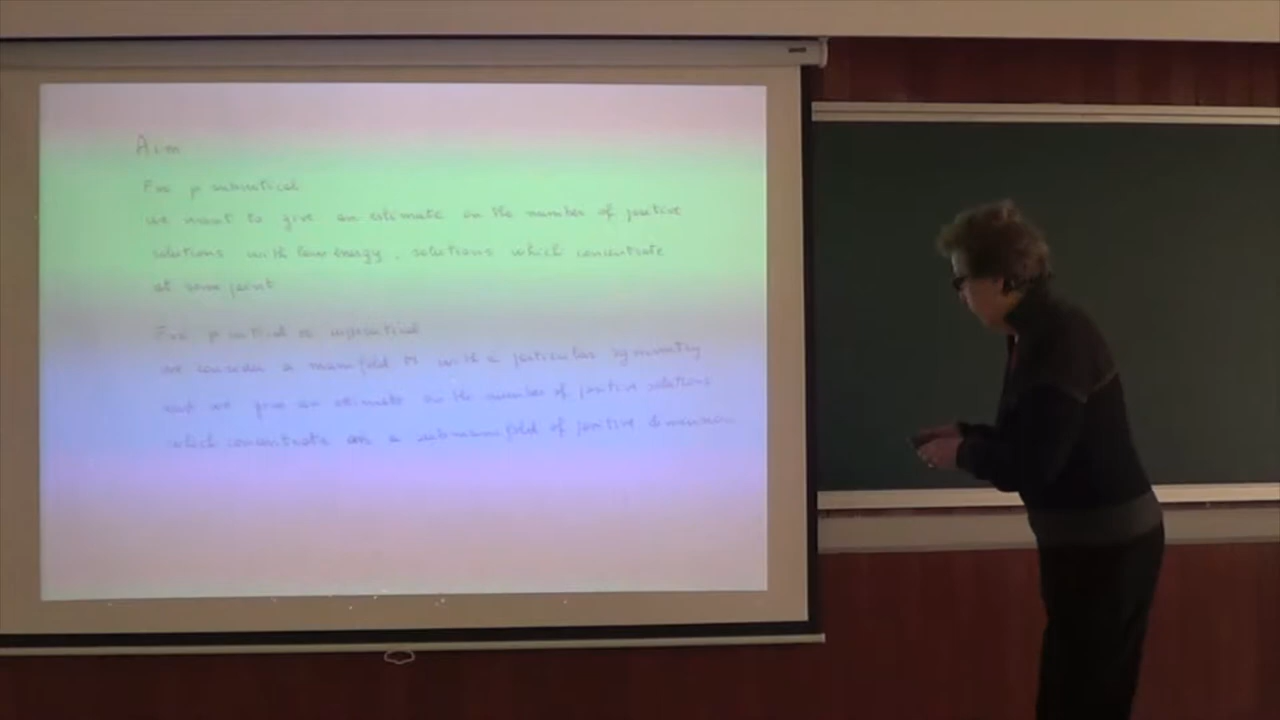 Aim
For p subcritical
we want to give an estimate on the number of positive
solutions with low energy, solutions which concentrate
at some point
For p critical or supercritical
we consider a manifold M with a particular symmetry
and we give an estimate on the number of positive solutions
which concentrate on a submanifold of positive dimension